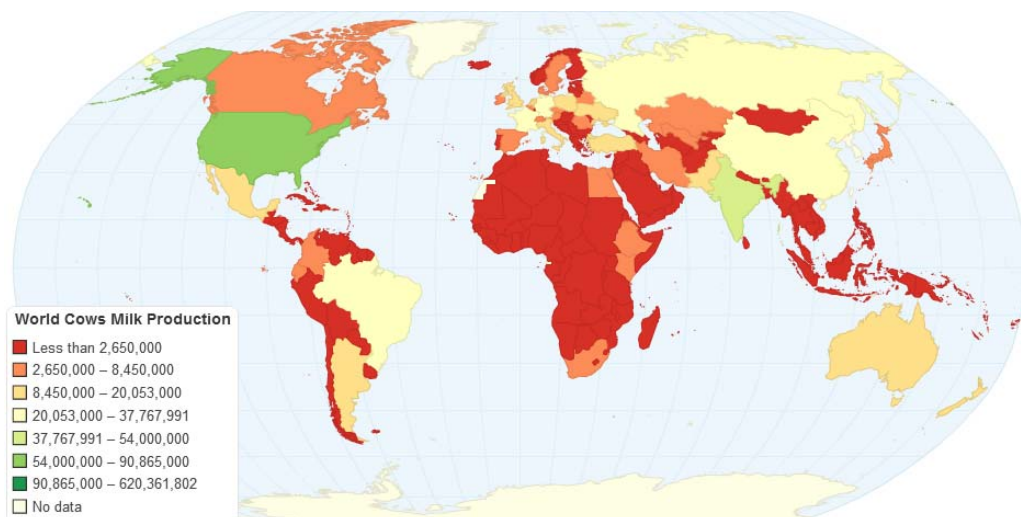 World Cows Milk Production
Less than 2,650,000
2,650,000 – 8,450,000
8,450,000 – 20,053,000
20,053,000 – 37,767,991
37,767,991 – 54,000,000
54,000,000 – 90,865,000
90,865,000 – 620,361,802
No data